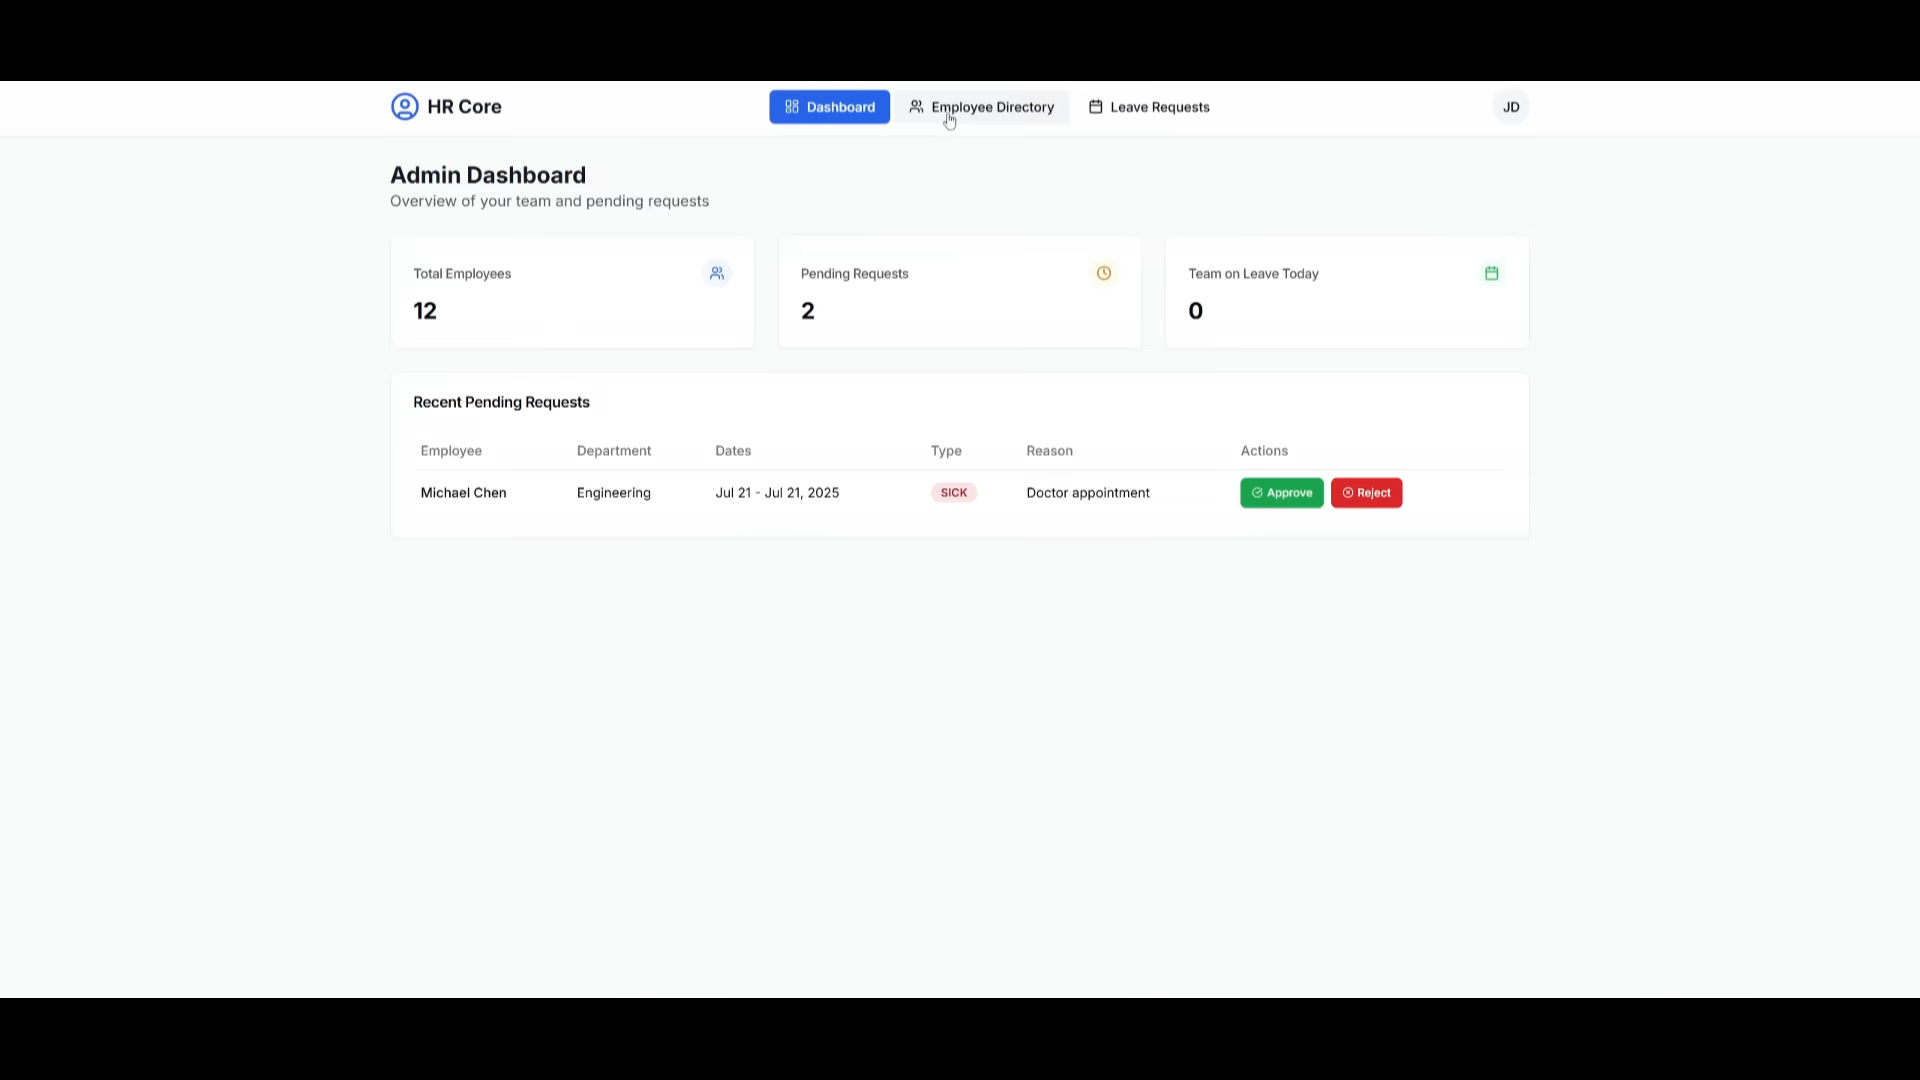 HR Core
Dashboard
Employee Directory
Leave Requests
JD
Admin Dashboard
Overview of your team and pending requests
Total Employees
12
Pending Requests
2
Team on Leave Today
0
Recent Pending Requests
Employee Department Dates Type Reason Actions
Michael Chen Engineering Jul 21 - Jul 21, 2025 SICK Doctor appointment Approve Reject